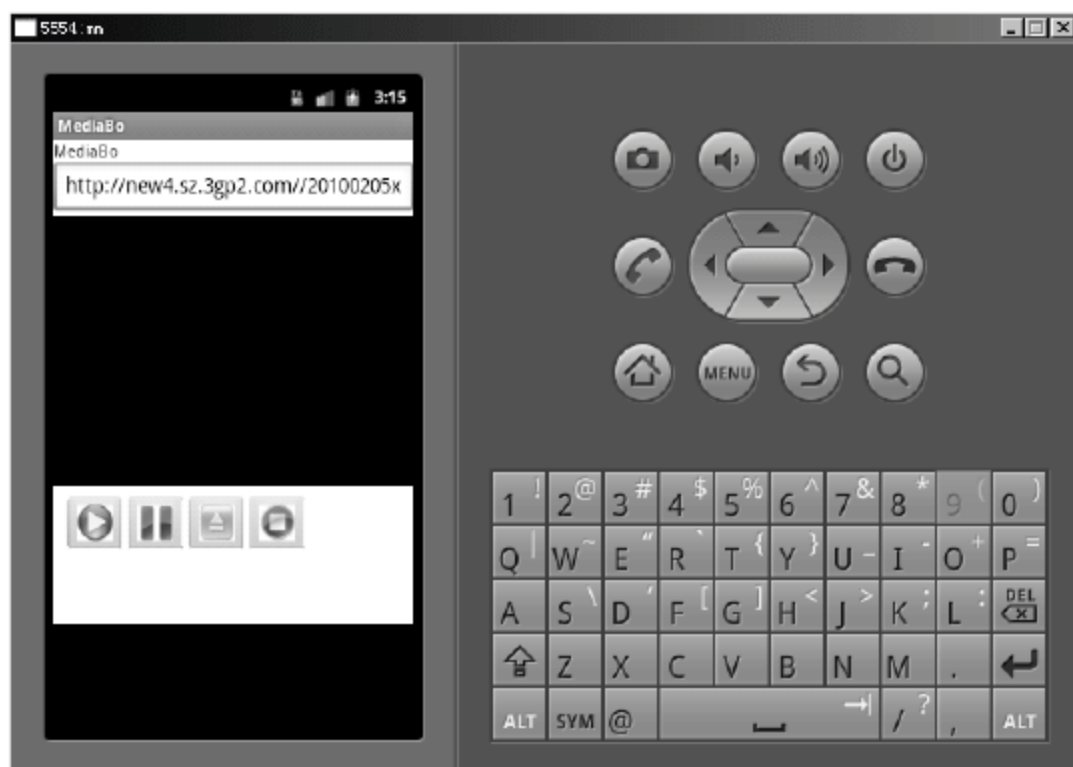 5554:mn
3:15
MediaBo
MediaBo
http://new4.sz.3gp2.com//20100205x
MENU
1 ! 2 @ 3 # 4 $ 5 % 6 ^ 7 & 8 * 9 ( 0 )
Q | W ~ E " R ` T { Y } U _ I - O + P =
A S \ D ' F [ G ] H < J > K ; L : DEL
Z X C V B N M .
ALT SYM @ / ? , ALT